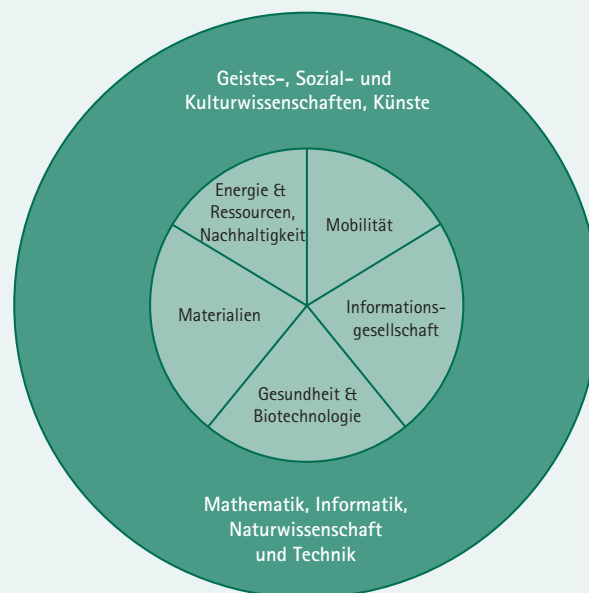 Geistes-, Sozial- und
Kulturwissenschaften, Künste
Energie &
Ressourcen,
Nachhaltigkeit
Mobilität
Materialien
Informations-
gesellschaft
Gesundheit &
Biotechnologie
Mathematik, Informatik,
Naturwissenschaft
und Technik